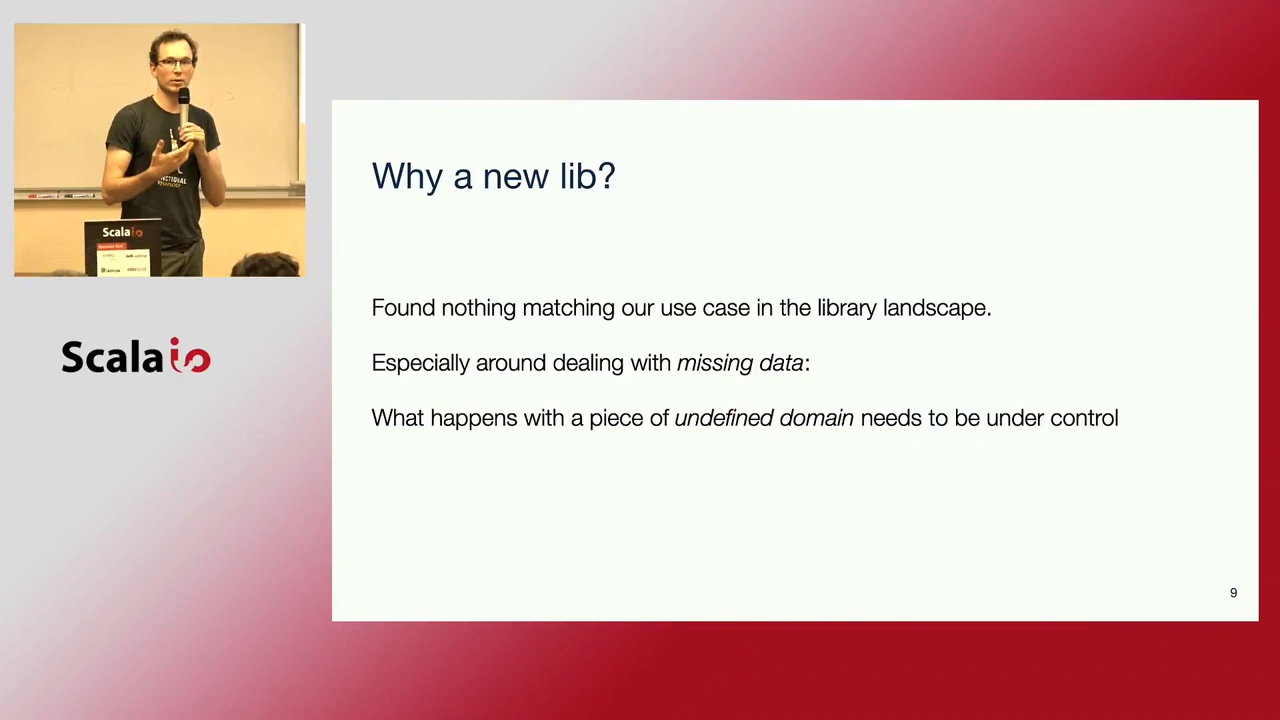 Scalaio
Why a new lib?
Found nothing matching our use case in the library landscape.
Especially around dealing with missing data:
What happens with a piece of undefined domain needs to be under control
9
Scalaio